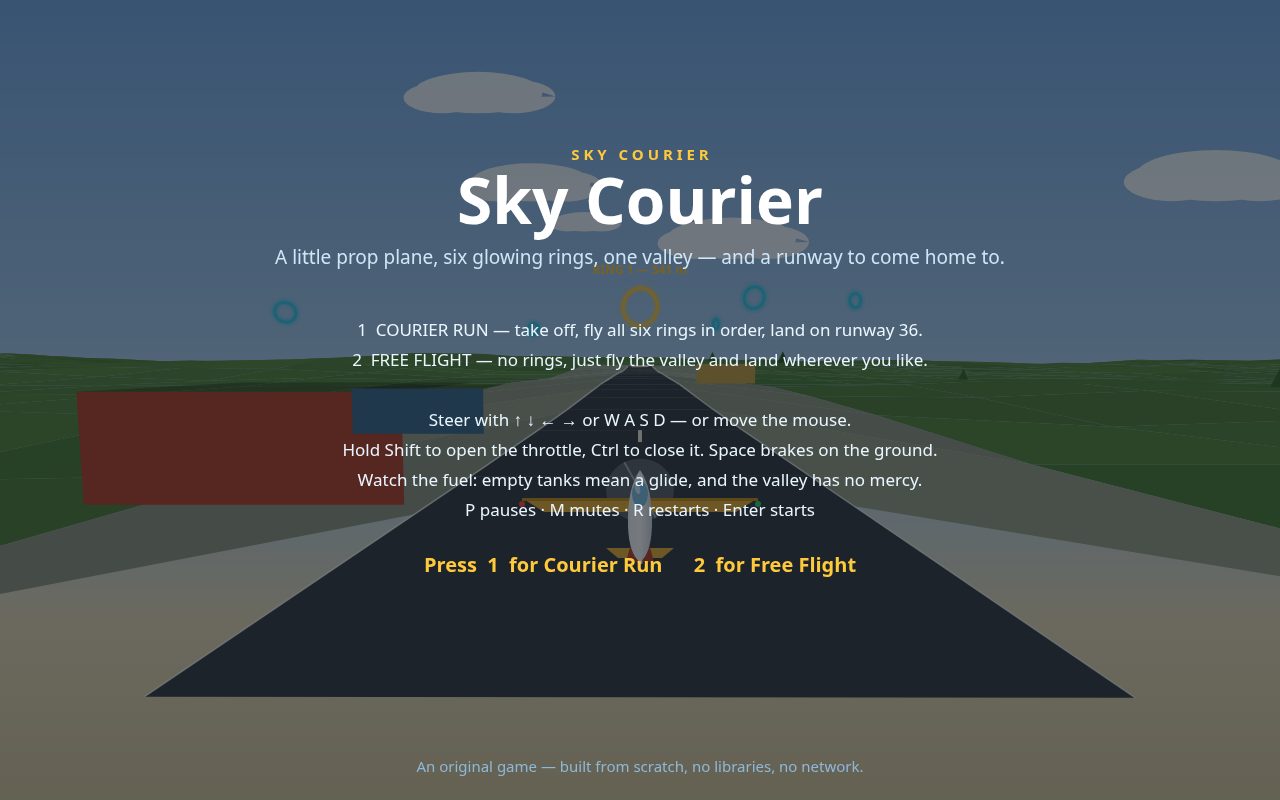 SKY COURIER
Sky Courier
A little prop plane, six glowing rings, one valley — and a runway to come home to.
RING 1 — 541 m
1 COURIER RUN — take off, fly all six rings in order, land on runway 36.
2 FREE FLIGHT — no rings, just fly the valley and land wherever you like.
Steer with ↑ ↓ ← → or W A S D — or move the mouse.
Hold Shift to open the throttle, Ctrl to close it. Space brakes on the ground.
Watch the fuel: empty tanks mean a glide, and the valley has no mercy.
P pauses · M mutes · R restarts · Enter starts
Press 1 for Courier Run 2 for Free Flight
An original game — built from scratch, no libraries, no network.